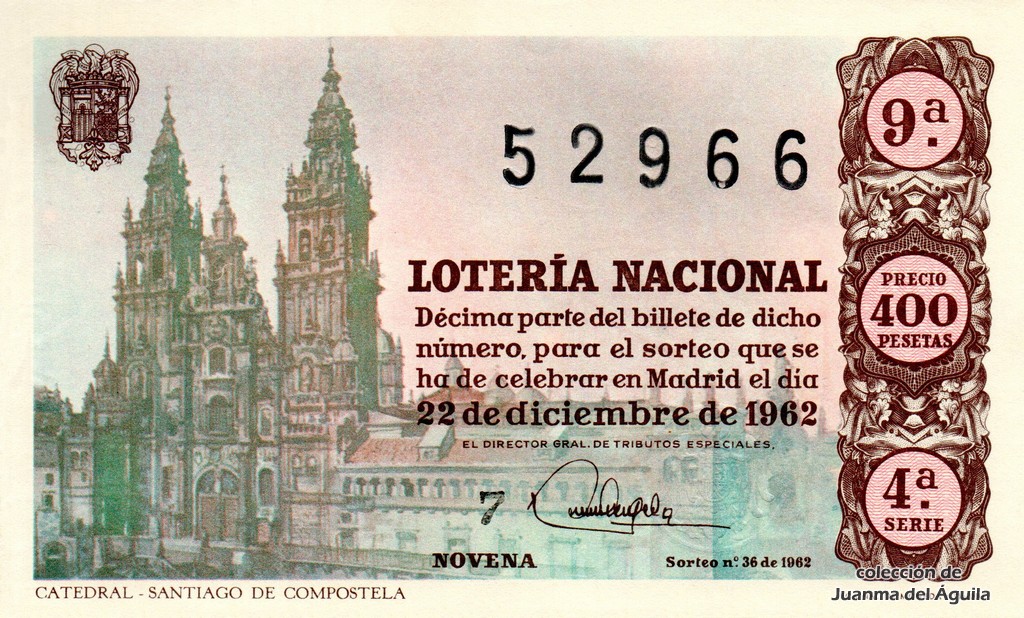 52966
9ª.
LOTERÍA NACIONAL
Décima parte del billete de dicho
número, para el sorteo que se
ha de celebrar en Madrid el día
22 de diciembre de 1962
EL DIRECTOR GRAL. DE TRIBUTOS ESPECIALES,
PRECIO
400
PESETAS
7
4ª.
SERIE
NOVENA
Sorteo nº. 36 de 1962
colección de
Juanma del Águila
CATEDRAL - SANTIAGO DE COMPOSTELA